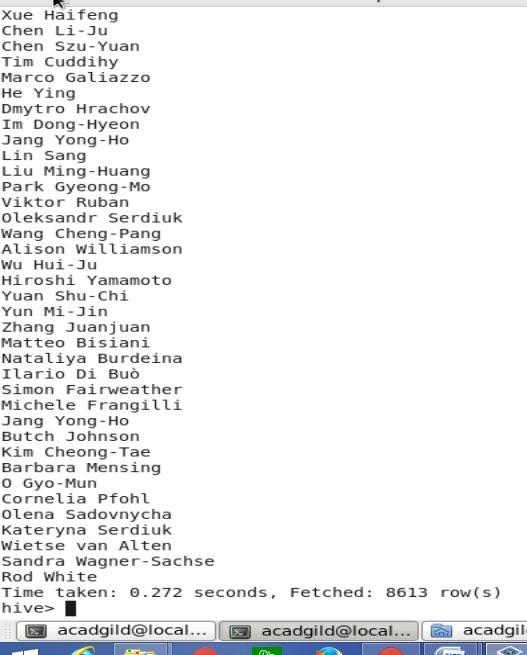 Xue Haifeng
Chen Li-Ju
Chen Szu-Yuan
Tim Cuddihy
Marco Galiazzo
He Ying
Dmytro Hrachov
Im Dong-Hyeon
Jang Yong-Ho
Lin Sang
Liu Ming-Huang
Park Gyeong-Mo
Viktor Ruban
Oleksandr Serdiuk
Wang Cheng-Pang
Alison Williamson
Wu Hui-Ju
Hiroshi Yamamoto
Yuan Shu-Chi
Yun Mi-Jin
Zhang Juanjuan
Matteo Bisiani
Nataliya Burdeina
Ilario Di Buò
Simon Fairweather
Michele Frangilli
Jang Yong-Ho
Butch Johnson
Kim Cheong-Tae
Barbara Mensing
O Gyo-Mun
Cornelia Pfohl
Olena Sadovnycha
Kateryna Serdiuk
Wietse van Alten
Sandra Wagner-Sachse
Rod White
Time taken: 0.272 seconds, Fetched: 8613 row(s)
hive>
acadgild@local... acadgild@local... acadgil